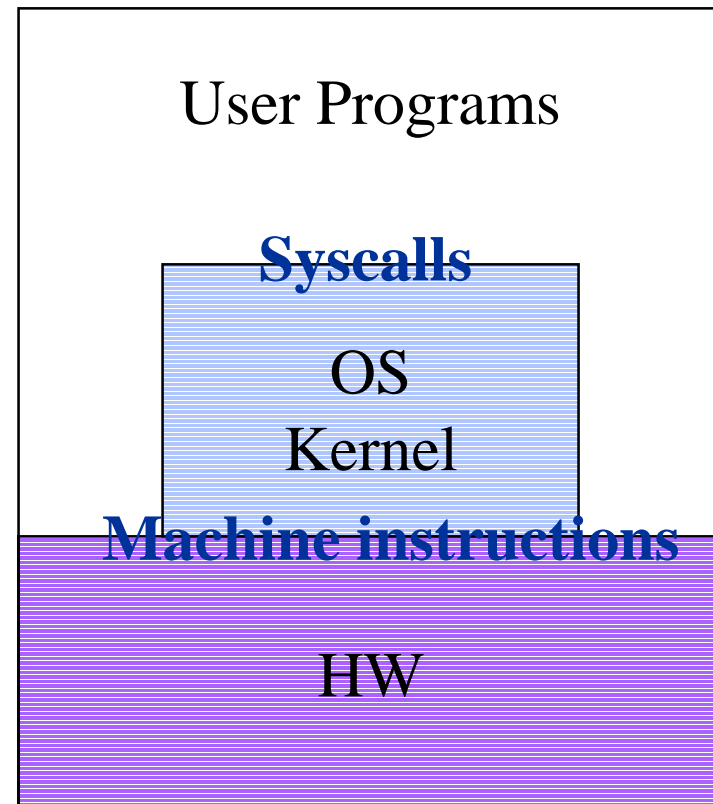 User Programs
Syscalls
OS
Kernel
Machine instructions
HW